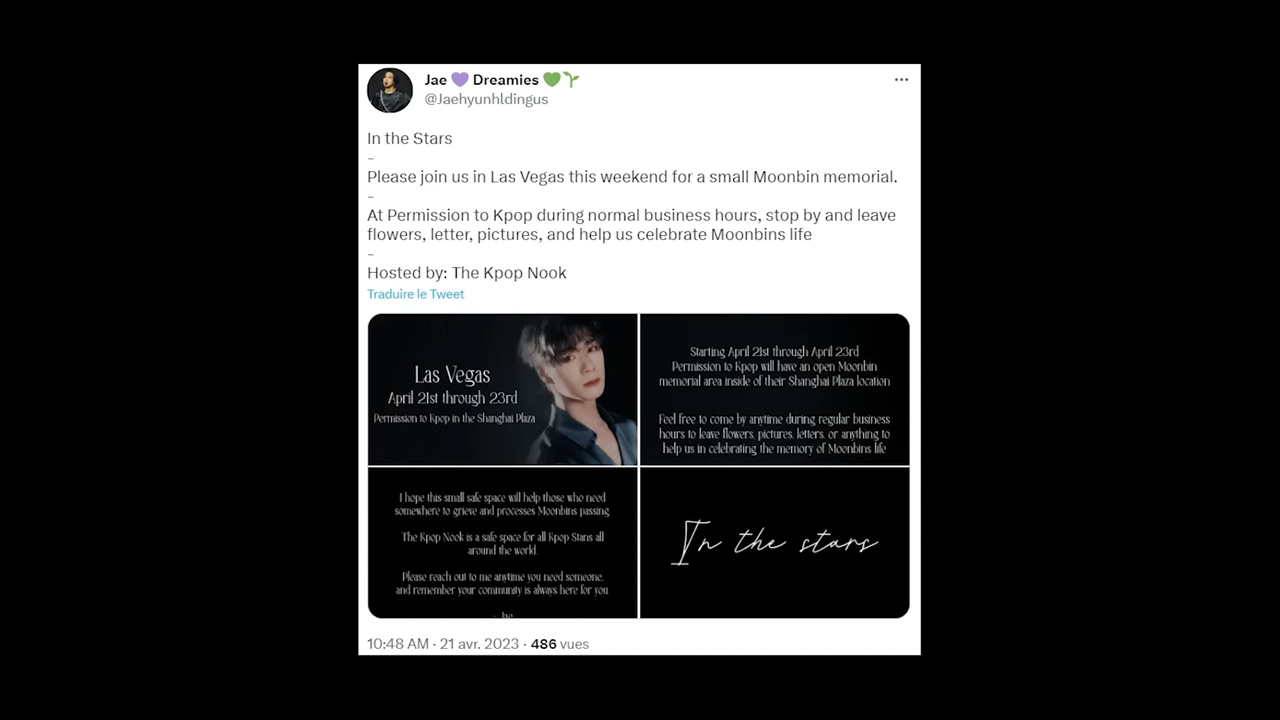 Jae 💜 Dreamies 💚🌱
@Jaehyunhldingus
In the Stars
-
Please join us in Las Vegas this weekend for a small Moonbin memorial.
-
At Permission to Kpop during normal business hours, stop by and leave
flowers, letter, pictures, and help us celebrate Moonbins life
-
Hosted by: The Kpop Nook
Traduire le Tweet
Las Vegas
April 21st through 23rd
Permission to Kpop in the Shanghai Plaza
Starting April 21st through April 23rd
Permission to Kpop will have an open Moonbin
memorial area inside of their Shanghai Plaza location
Feel free to come by anytime during regular business
hours to leave flowers, pictures, letters, or anything to
help us in celebrating the memory of Moonbins life
I hope this small safe space will help those who need
somewhere to grieve and processes Moonbins passing.
The Kpop Nook is a safe space for all Kpop Stans all
around the world.
Please reach out to me anytime you need someone,
and remember your community is always here for you.
- Jae
In the stars
10:48 AM · 21 avr. 2023 · 486 vues